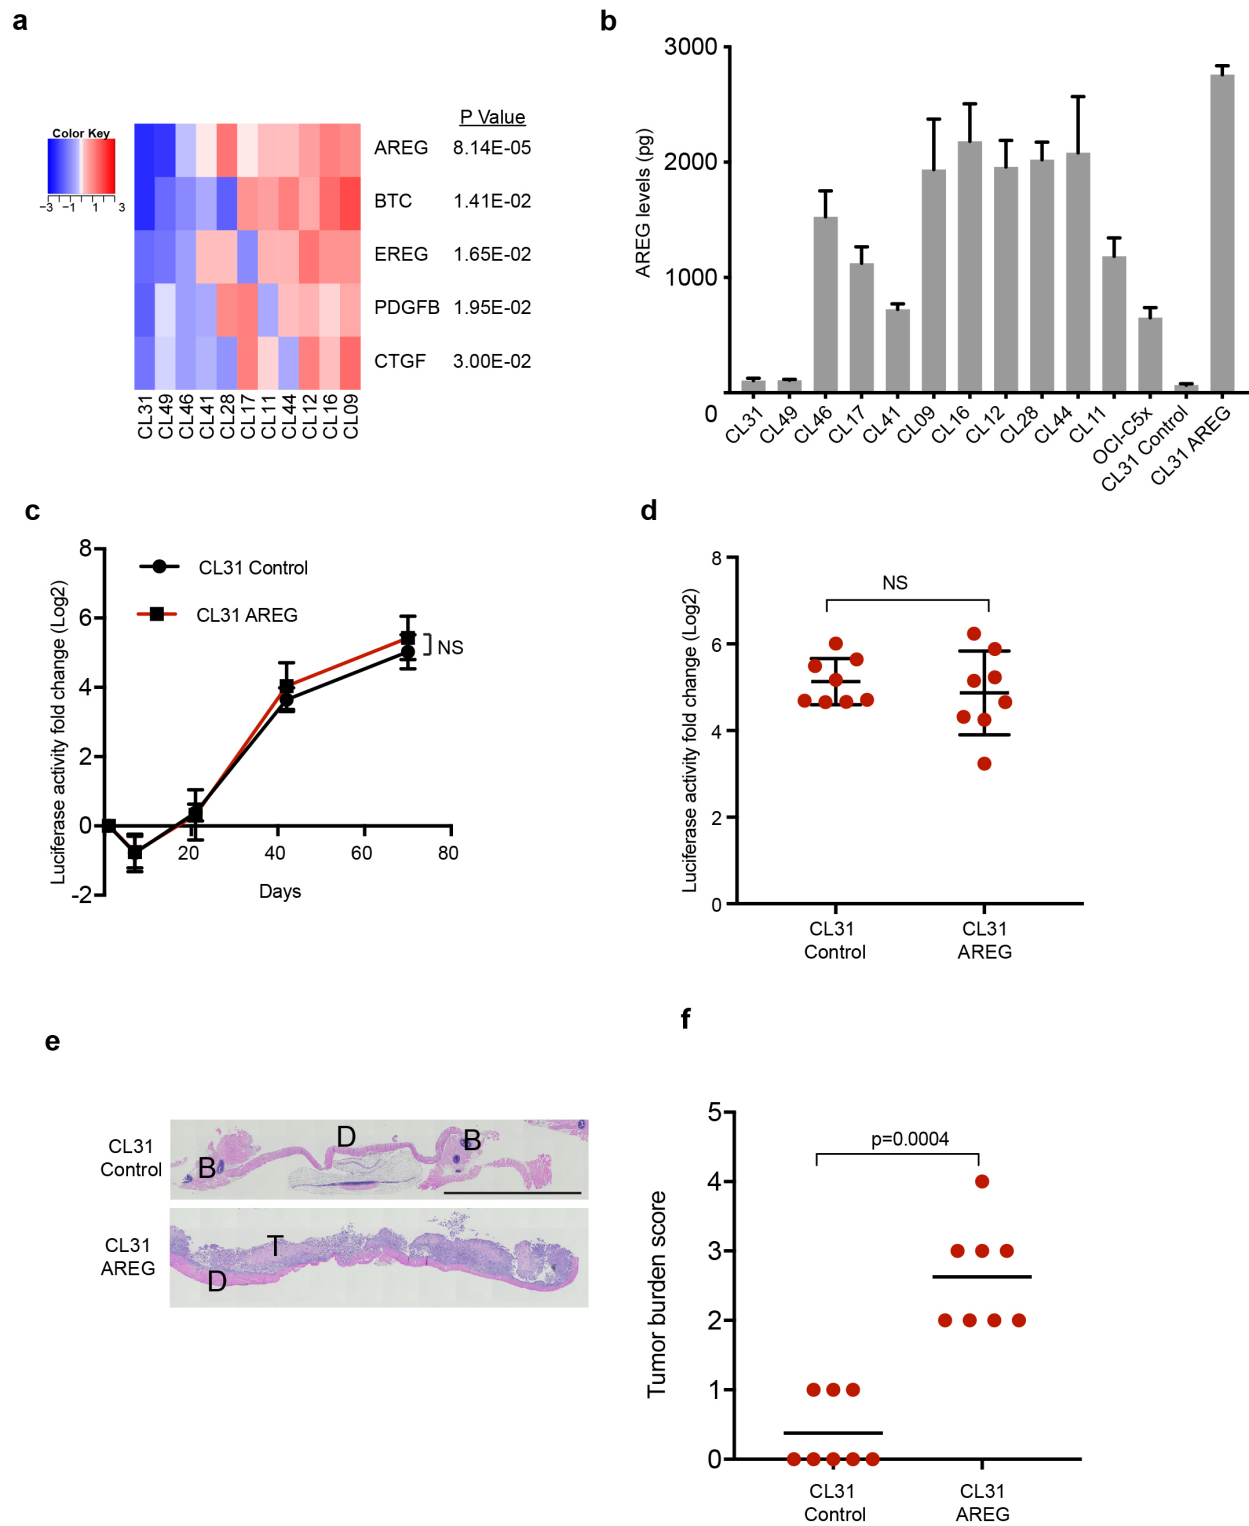 a
Color Key
−3 −1 1 3
P Value
AREG 8.14E-05
BTC 1.41E-02
EREG 1.65E-02
PDGFB 1.95E-02
CTGF 3.00E-02
CL31 CL49 CL46 CL41 CL28 CL17 CL11 CL44 CL12 CL16 CL09
b
AREG levels (pg)
3000
2000
1000
0
CL31 CL49 CL46 CL17 CL41 CL09 CL16 CL12 CL28 CL44 CL11 OCI-C5x CL31 Control CL31 AREG
c
Luciferase activity fold change (Log2)
8
6
4
2
0
-2
CL31 Control
CL31 AREG
NS
20 40 60 80
Days
d
Luciferase activity fold change (Log2)
8
6
4
2
0
NS
CL31
Control
CL31
AREG
e
CL31
Control
B D B
CL31
AREG
T
D
f
Tumor burden score
5
4
3
2
1
0
p=0.0004
CL31
Control
CL31
AREG